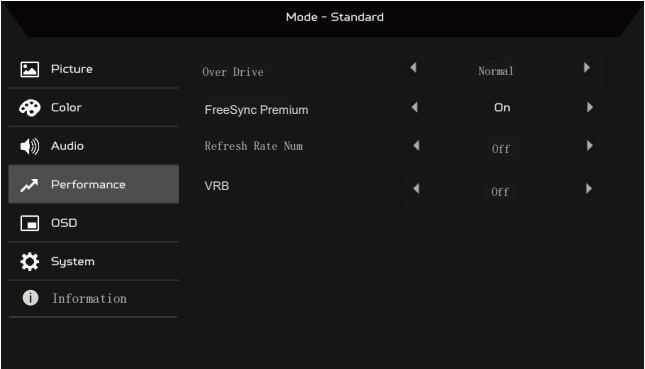 Mode - Standard
Picture
Over Drive Normal
Color
FreeSync Premium On
Audio
Refresh Rate Num Off
Performance
VRB Off
OSD
System
Information